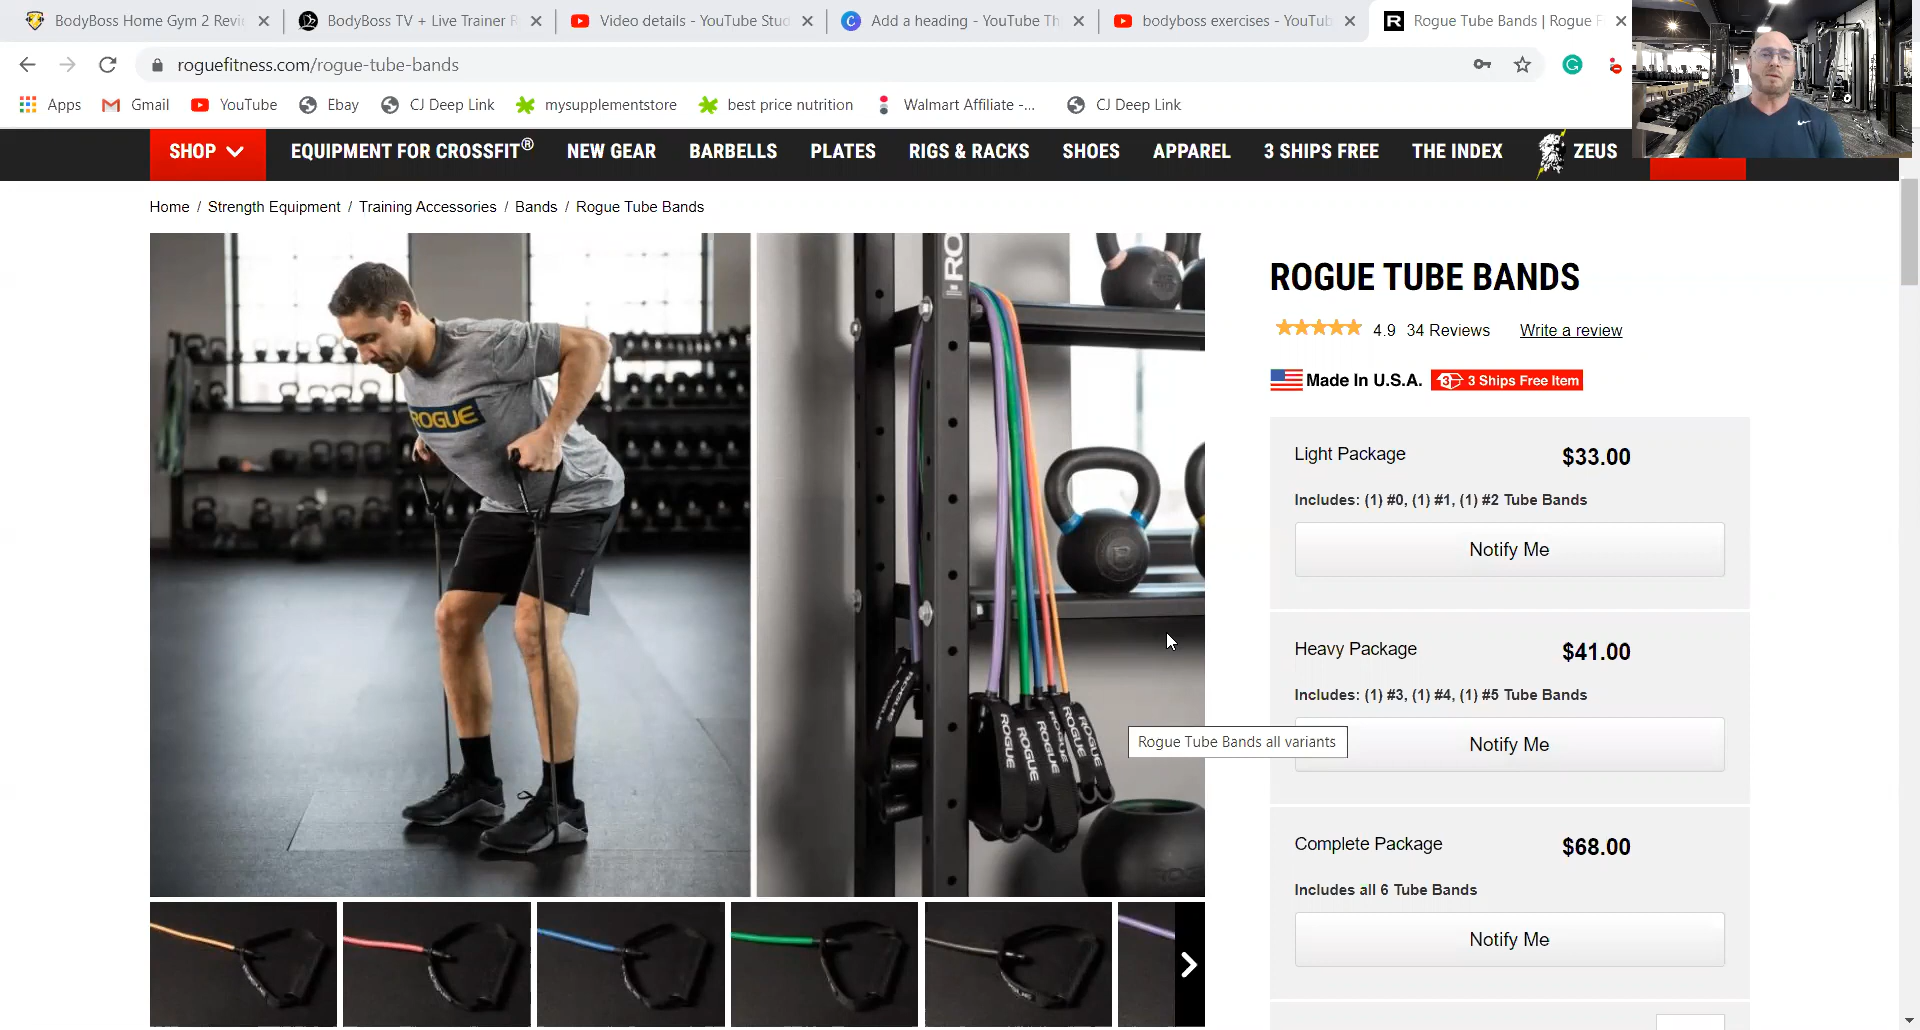 BodyBoss Home Gym 2 Revi
BodyBoss TV + Live Trainer R
Video details - YouTube Stud
Add a heading - YouTube Th
bodyboss exercises - YouTub
Rogue Tube Bands | Rogue F
roguefitness.com/rogue-tube-bands
Apps
Gmail
YouTube
Ebay
CJ Deep Link
mysupplementstore
best price nutrition
Walmart Affiliate -...
CJ Deep Link
SHOP
EQUIPMENT FOR CROSSFIT®
NEW GEAR
BARBELLS
PLATES
RIGS & RACKS
SHOES
APPAREL
3 SHIPS FREE
THE INDEX
ZEUS
Home / Strength Equipment / Training Accessories / Bands / Rogue Tube Bands
ROGUE
RO
ROGUE
ROGUE
ROGUE
ROGUE
ROGUE
ROGUE
Rogue Tube Bands all variants
ROGUE TUBE BANDS
4.9 34 Reviews Write a review
Made In U.S.A. 3 Ships Free Item
Light Package $33.00
Includes: (1) #0, (1) #1, (1) #2 Tube Bands
Notify Me
Heavy Package $41.00
Includes: (1) #3, (1) #4, (1) #5 Tube Bands
Notify Me
Complete Package $68.00
Includes all 6 Tube Bands
Notify Me